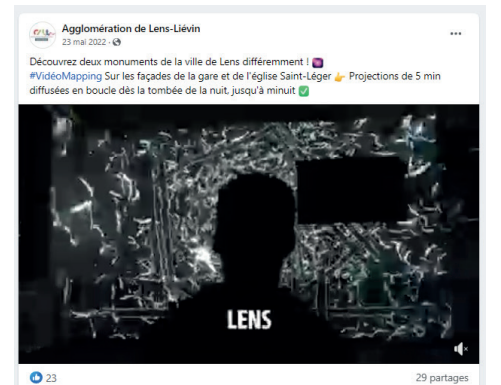 Agglomération de Lens-Liévin
23 mai 2022 ·
Découvrez deux monuments de la ville de Lens différemment !
#VidéoMapping Sur les façades de la gare et de l'église Saint-Léger 👉 Projections de 5 min
diffusées en boucle dès la tombée de la nuit, jusqu'à minuit ✅
LENS
23
29 partages